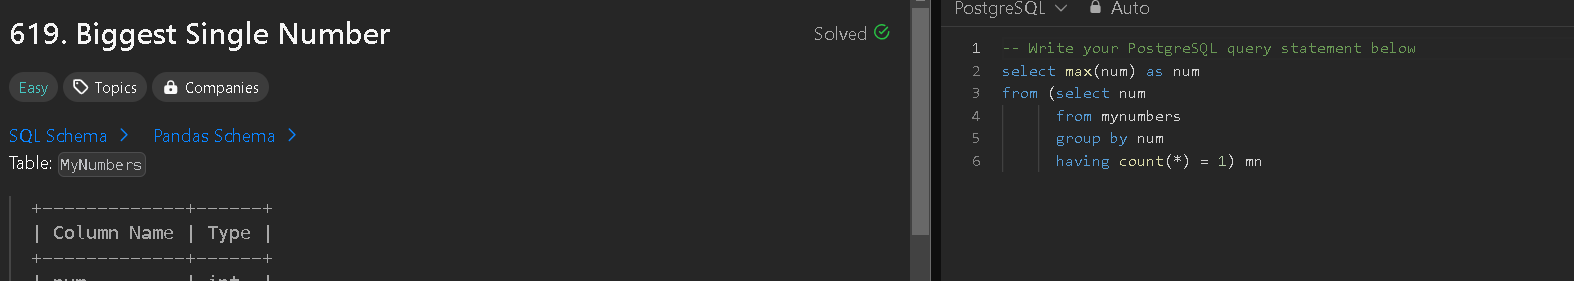 619. Biggest Single Number
Solved
Easy
Topics
Companies
SQL Schema >
Pandas Schema >
Table: MyNumbers
+-------------+------+
| Column Name | Type |
+-------------+------+
PostgreSQL
Auto
1 -- Write your PostgreSQL query statement below
2 select max(num) as num
3 from (select num
4 from mynumbers
5 group by num
6 having count(*) = 1) mn